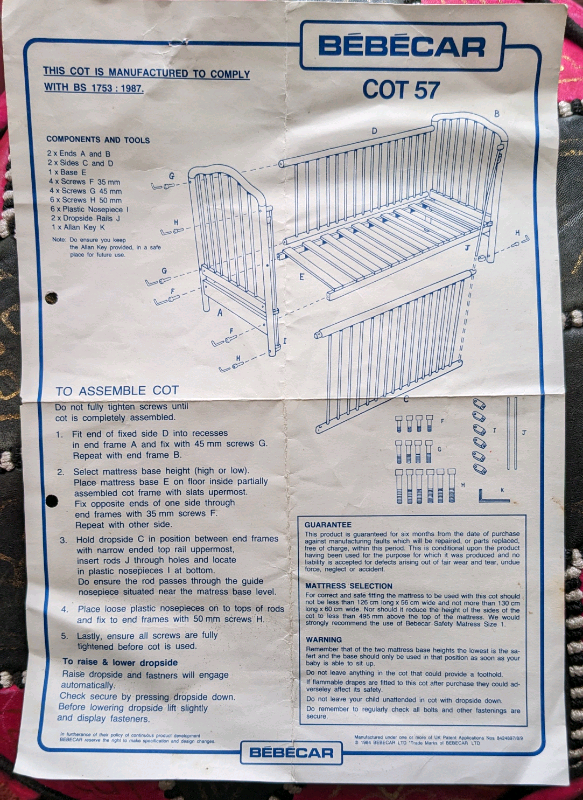 BÉBÉCAR
COT 57
THIS COT IS MANUFACTURED TO COMPLY
WITH BS 1753 : 1987.
COMPONENTS AND TOOLS
2 x Ends A and B
2 x Sides C and D
1 x Base E
4 x Screws F 35 mm
4 x Screws G 45 mm
6 x Screws H 50 mm
6 x Plastic Nosepiece I
2 x Dropside Rails J
1 x Allan Key K
Note: Do ensure you keep
the Allan Key provided, in a safe
place for future use.
G
H
G
F
A
F
H
I
D
B
E
J
H
C
F
G
H
I
J
K
TO ASSEMBLE COT
Do not fully tighten screws until
cot is completely assembled.
1. Fit end of fixed side D into recesses
in end frame A and fix with 45 mm screws G.
Repeat with end frame B.
2. Select mattress base height (high or low).
Place mattress base E on floor inside partially
assembled cot frame with slats upermost.
Fix opposite ends of one side through
end frames with 35 mm screws F.
Repeat with other side.
3. Hold dropside C in position between end frames
with narrow ended top rail uppermost,
insert rods J through holes and locate
in plastic nosepieces I at bottom.
Do ensure the rod passes through the guide
nosepiece situated near the matress base level.
4. Place loose plastic nosepieces on to tops of rods
and fix to end frames with 50 mm screws H.
5. Lastly, ensure all screws are fully
tightened before cot is used.
To raise & lower dropside
Raise dropside and fastners will engage
automatically.
Check secure by pressing dropside down.
Before lowering dropside lift slightly
and display fasteners.
In furtherance of their policy of continuous product development
BÉBÉCAR reserve the right to make specification and design changes.
GUARANTEE
This product is guaranteed for six months from the date of purchase
against manufacturing faults which will be repaired, or parts replaced,
free of charge, within this period. This is conditional upon the product
having been used for the purpose for which it was produced and no
liability is accepted for defects arising out of fair wear and tear, undue
force, neglect or accident.
MATTRESS SELECTION
For correct and safe fitting the mattress to be used with this cot should
not be less than 126 cm long x 56 cm wide and not more than 130 cm
long x 60 cm wide. Nor should it reduce the height of the sides of the
cot to less than 495 mm above the top of the mattress. We would
strongly recommend the use of Bebecar Safety Matress Size 1.
WARNING
Remember that of the two mattress base heights the lowest is the sa-
fert and the base should only be used in that position as soon as your
baby is able to sit up.
Do not leave anything in the cot that could provide a foothold.
If flammable drapes are fitted to this cot after purchase they could ad-
verseley affect its safety.
Do not leave your child unattended in cot with dropside down.
Do remember to regularly check all bolts and other fastenings are
secure.
Manufactured under one or more of UK Patent Applications Nos
BÉBÉCAR LTD Trade Marks of BÉBÉCAR LTD
BÉBÉCAR